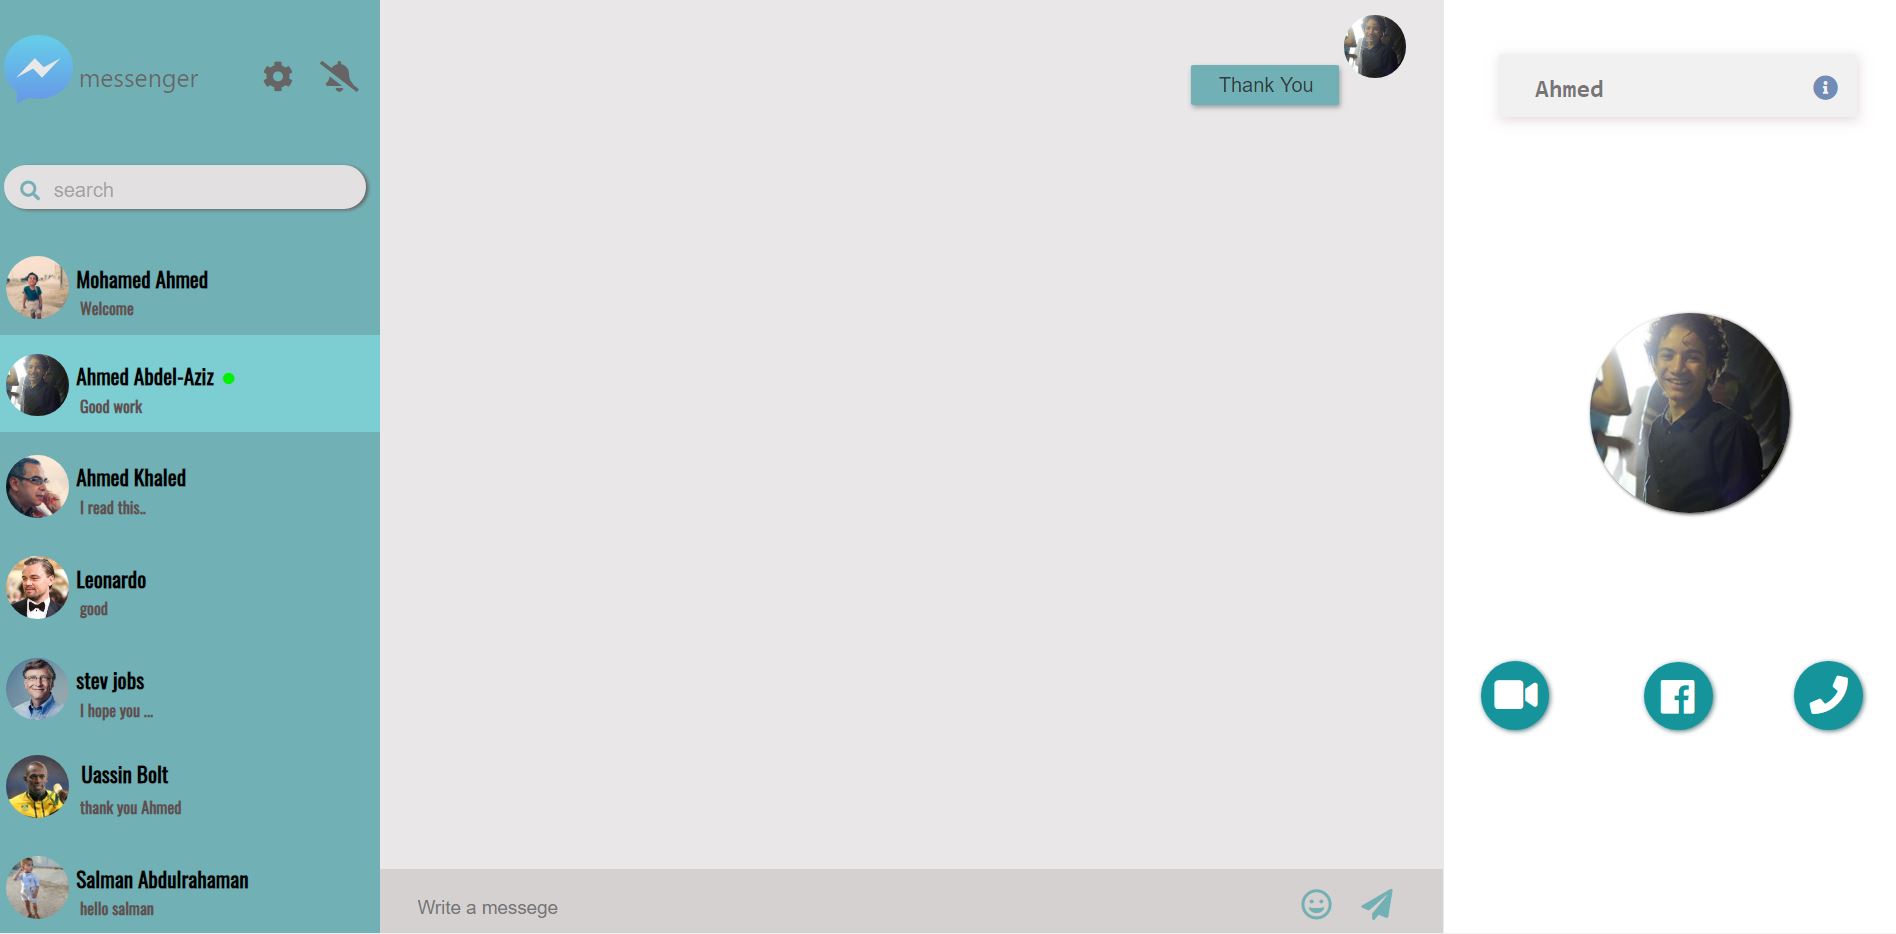 messenger
search
Mohamed Ahmed
Welcome
Ahmed Abdel-Aziz
Good work
Ahmed Khaled
I read this..
Leonardo
good
stev jobs
I hope you ...
Uassin Bolt
thank you Ahmed
Salman Abdulrahaman
hello salman
Thank You
Write a messege
Ahmed